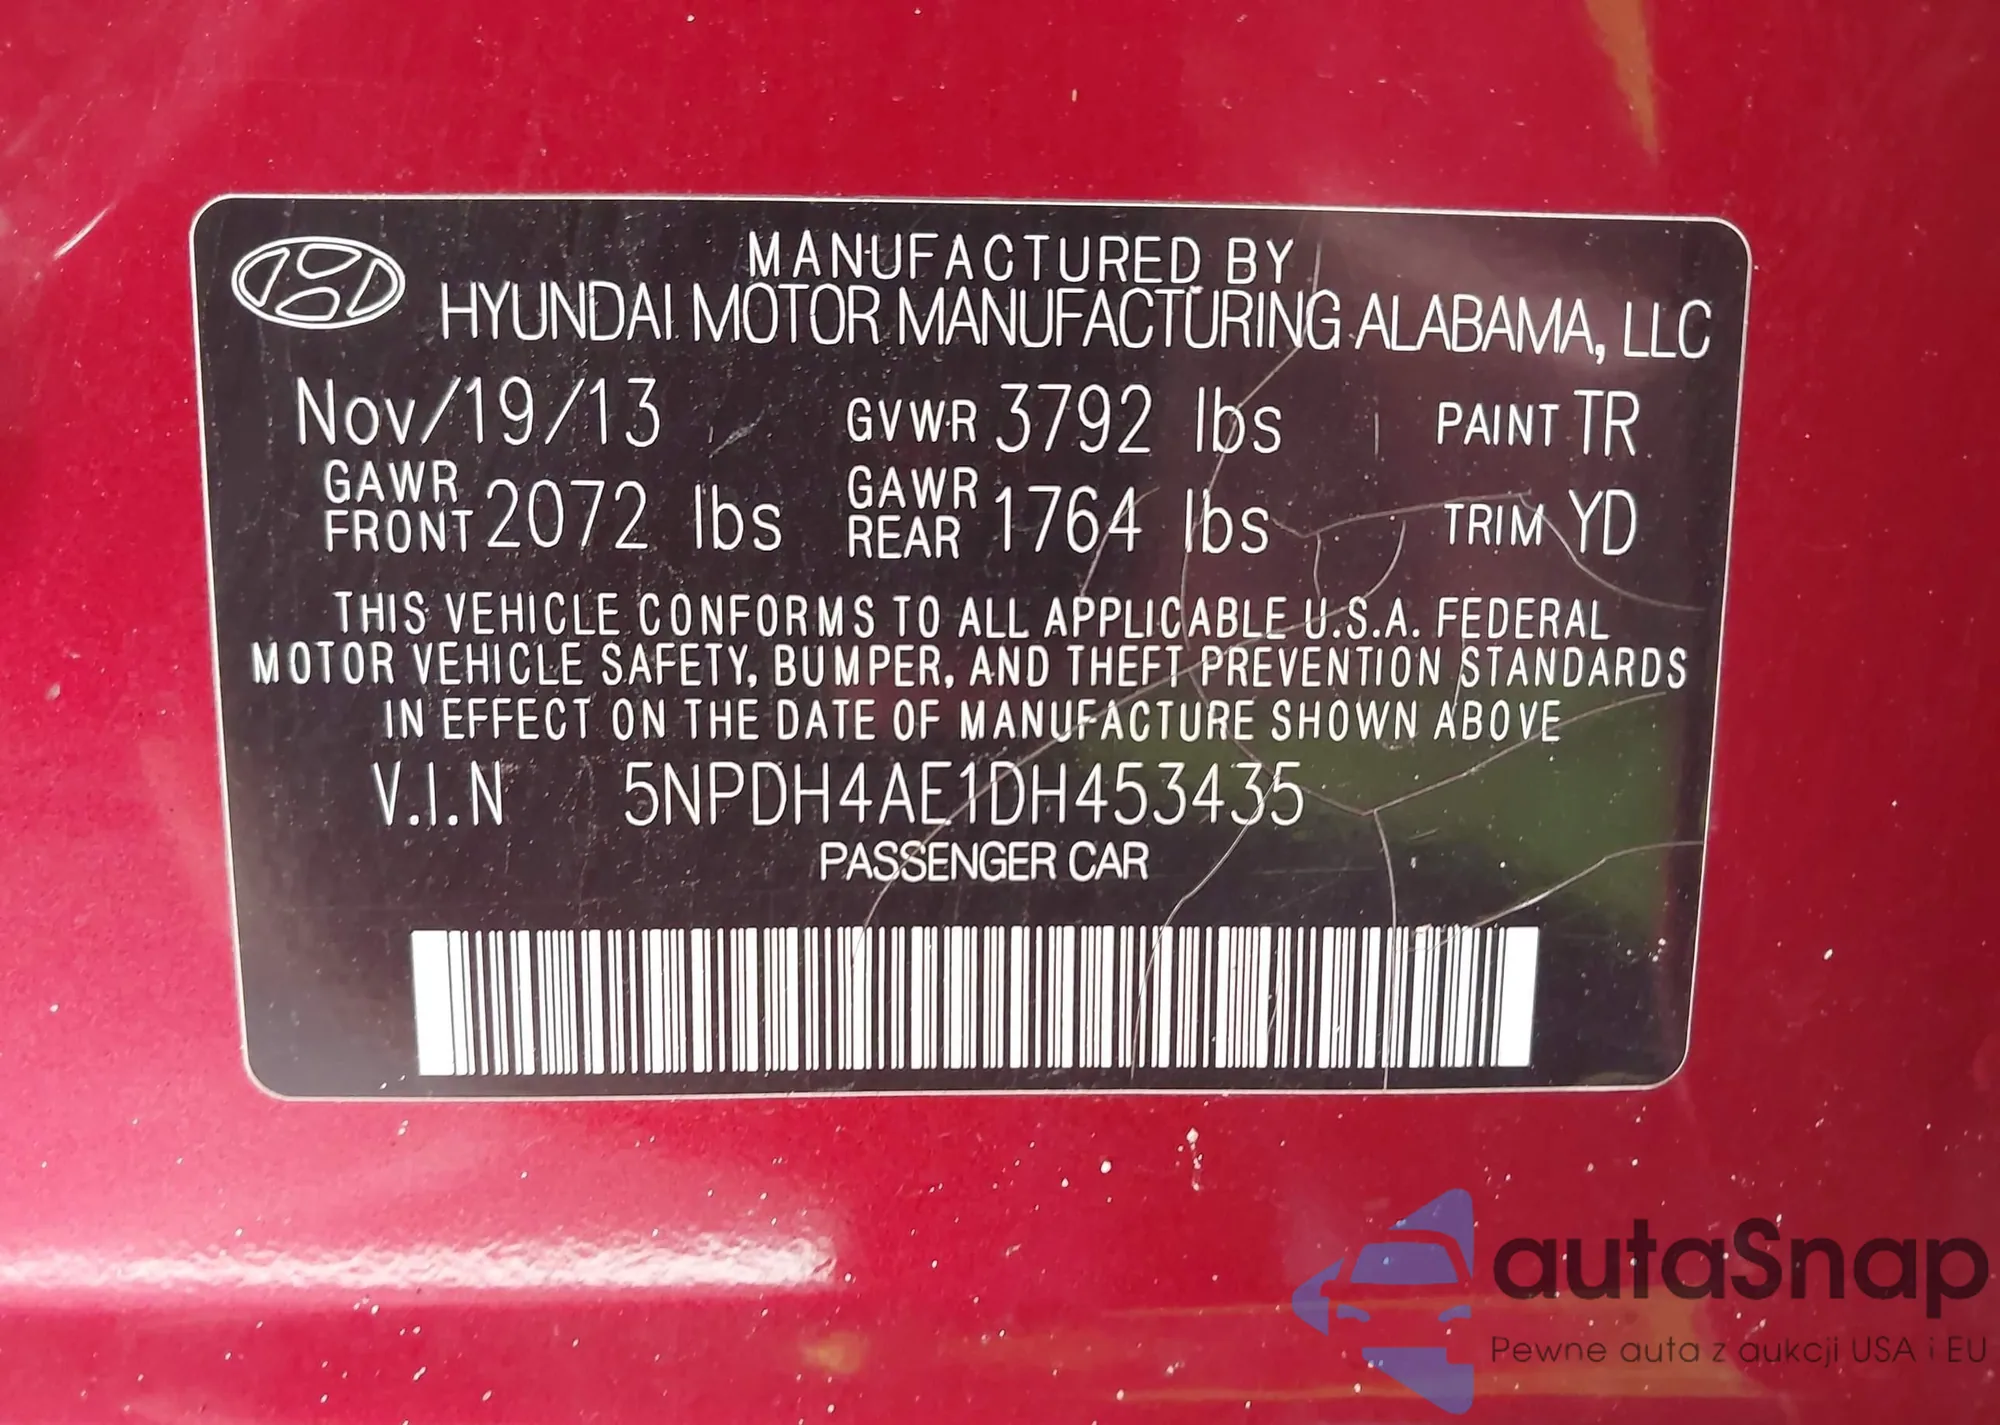 MANUFACTURED BY
HYUNDAI MOTOR MANUFACTURING ALABAMA, LLC
Nov/19/13 GVWR 3792 lbs PAINT TR
GAWR FRONT 2072 lbs GAWR REAR 1764 lbs TRIM YD
THIS VEHICLE CONFORMS TO ALL APPLICABLE U.S.A. FEDERAL
MOTOR VEHICLE SAFETY, BUMPER, AND THEFT PREVENTION STANDARDS
IN EFFECT ON THE DATE OF MANUFACTURE SHOWN ABOVE
V.I.N 5NPDH4AE1DH453435
PASSENGER CAR
autaSnap
Pewne auta z aukcji USA i EU